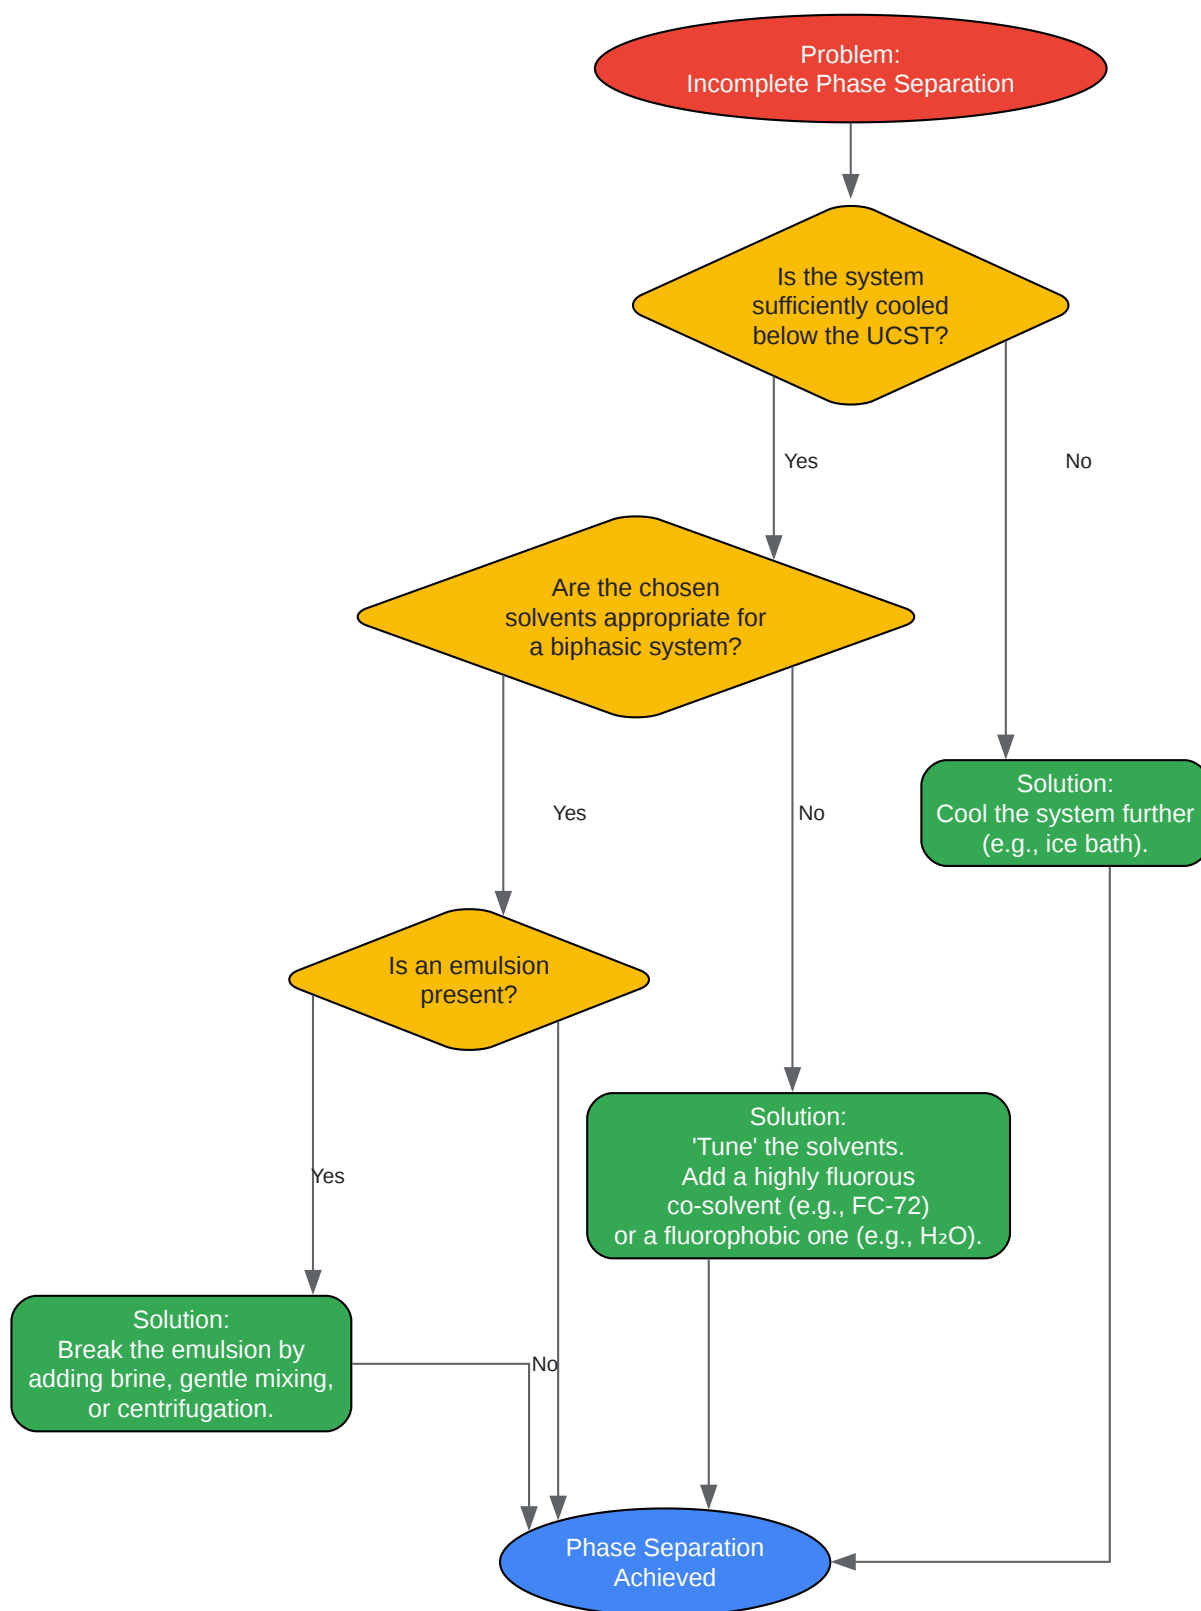 Problem:
Incomplete Phase Separation
Is the system
sufficiently cooled
below the UCST?
Yes
No
Are the chosen
solvents appropriate for
a biphasic system?
Solution:
Cool the system further
(e.g., ice bath).
Yes
No
Is an emulsion
present?
Solution:
'Tune' the solvents.
Add a highly fluorous
co-solvent (e.g., FC-72)
or a fluorophobic one (e.g., H₂O).
Yes
Solution:
Break the emulsion by
adding brine, gentle mixing,
or centrifugation.
No
Phase Separation
Achieved